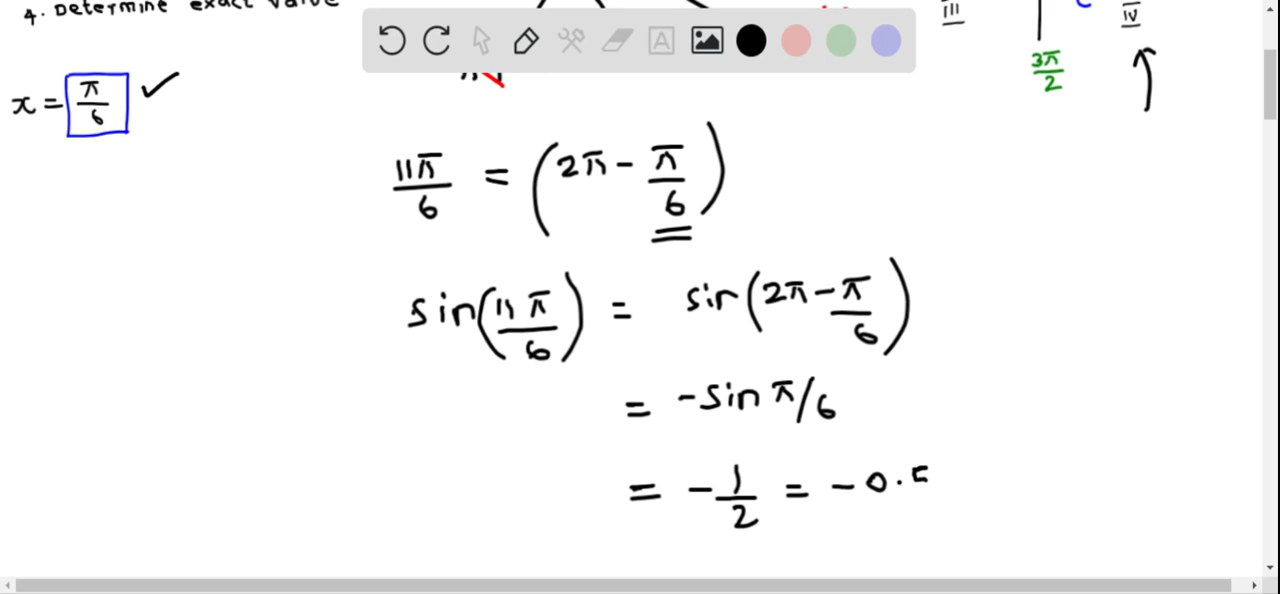 4. Determine exact value
III
IV
3π/2
x = π/6 ✓
11π/6 = (2π - π/6)
sin(11π/6) = sin(2π - π/6)
= -sin π/6
= -1/2 = -0.5